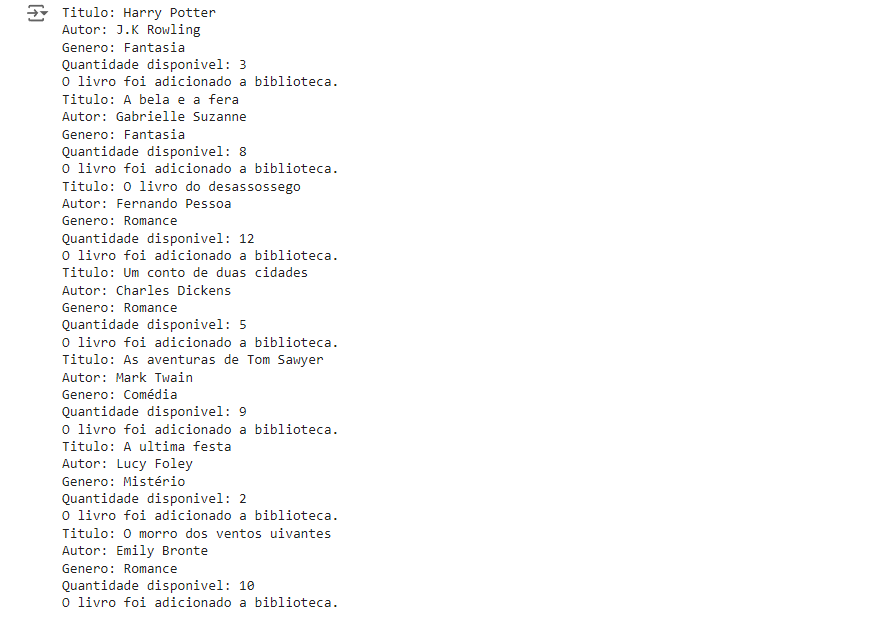 Titulo: Harry Potter
Autor: J.K Rowling
Genero: Fantasia
Quantidade disponivel: 3
O livro foi adicionado a biblioteca.
Titulo: A bela e a fera
Autor: Gabrielle Suzanne
Genero: Fantasia
Quantidade disponivel: 8
O livro foi adicionado a biblioteca.
Titulo: O livro do desassossego
Autor: Fernando Pessoa
Genero: Romance
Quantidade disponivel: 12
O livro foi adicionado a biblioteca.
Titulo: Um conto de duas cidades
Autor: Charles Dickens
Genero: Romance
Quantidade disponivel: 5
O livro foi adicionado a biblioteca.
Titulo: As aventuras de Tom Sawyer
Autor: Mark Twain
Genero: Comédia
Quantidade disponivel: 9
O livro foi adicionado a biblioteca.
Titulo: A ultima festa
Autor: Lucy Foley
Genero: Mistério
Quantidade disponivel: 2
O livro foi adicionado a biblioteca.
Titulo: O morro dos ventos uivantes
Autor: Emily Bronte
Genero: Romance
Quantidade disponivel: 10
O livro foi adicionado a biblioteca.